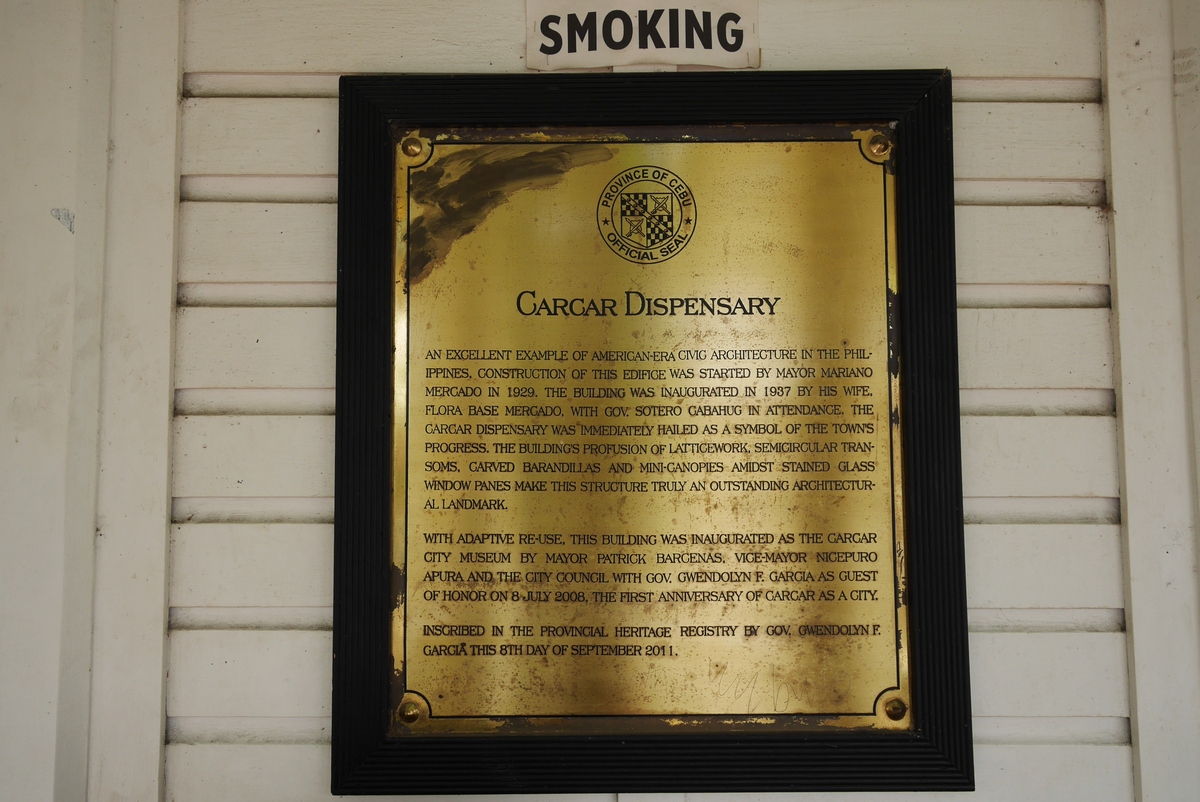 SMOKING
PROVINCE OF CEBU
OFFICIAL SEAL
CARCAR DISPENSARY
AN EXCELLENT EXAMPLE OF AMERICAN-ERA CIVIC ARCHITECTURE IN THE PHIL-
IPPINES, CONSTRUCTION OF THIS EDIFICE WAS STARTED BY MAYOR MARIANO
MERCADO IN 1929. THE BUILDING WAS INAUGURATED IN 1937 BY HIS WIFE,
FLORA BASE MERCADO, WITH GOV. SOTERO CABAHUG IN ATTENDANCE. THE
CARCAR DISPENSARY WAS IMMEDIATELY HAILED AS A SYMBOL OF THE TOWN'S
PROGRESS. THE BUILDING'S PROFUSION OF LATTICEWORK, SEMICIRCULAR TRAN-
SOMS, CARVED BARANDILLAS AND MINI-CANOPIES AMIDST STAINED GLASS
WINDOW PANES MAKE THIS STRUCTURE TRULY AN OUTSTANDING ARCHITECTUR-
AL LANDMARK.
WITH ADAPTIVE RE-USE, THIS BUILDING WAS INAUGURATED AS THE CARCAR
CITY MUSEUM BY MAYOR PATRICK BARCENAS, VICE-MAYOR NICEPURO
APURA AND THE CITY COUNCIL WITH GOV. GWENDOLYN F. GARCIA AS GUEST
OF HONOR ON 8 JULY 2008, THE FIRST ANNIVERSARY OF CARCAR AS A CITY.
INSCRIBED IN THE PROVINCIAL HERITAGE REGISTRY BY GOV. GWENDOLYN F.
GARCIA THIS 8TH DAY OF SEPTEMBER 2011.